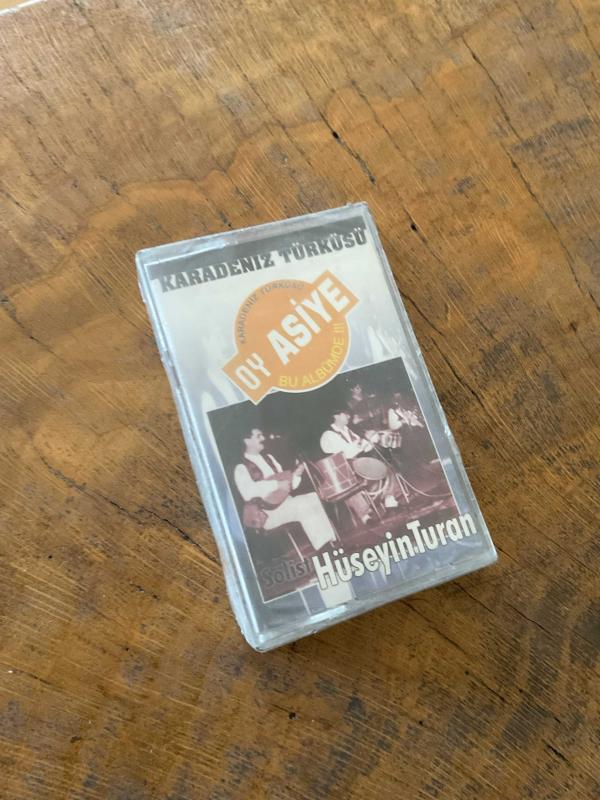 KARADENİZ TÜRKÜSÜ
KARADENİZ TÜRKÜSÜ
OY ASİYE
BU ALBÜMDE !!!
Solist Hüseyin Turan